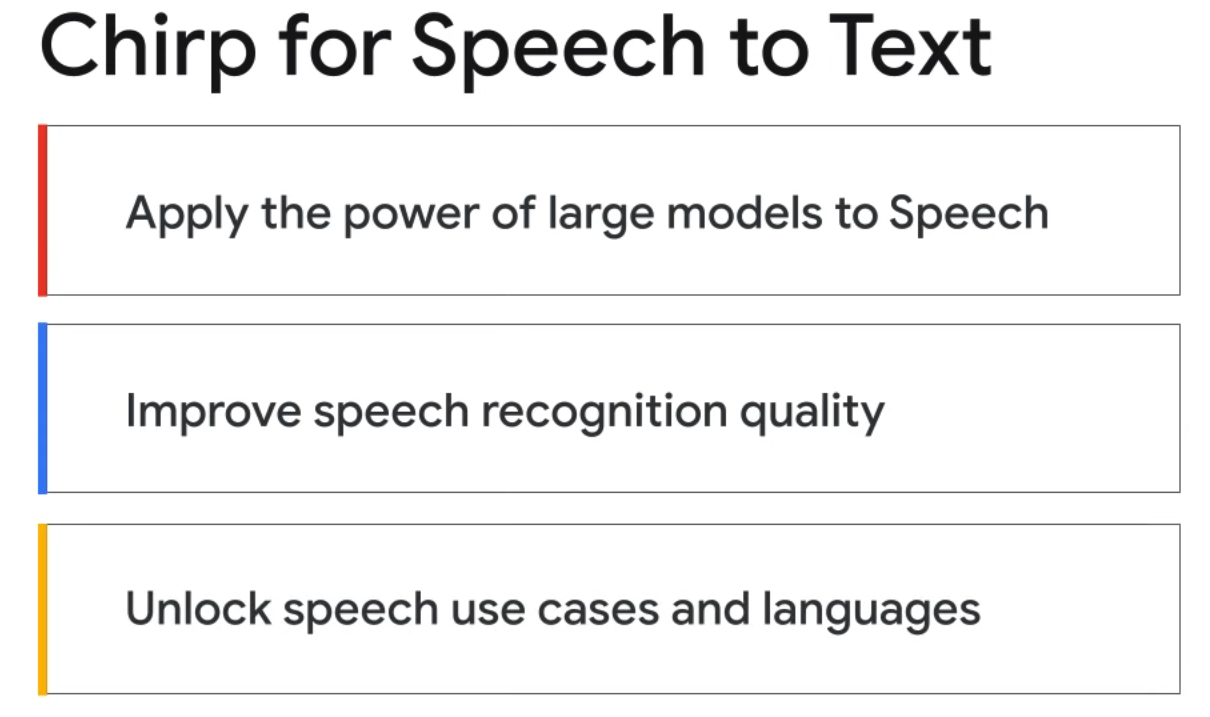 Chirp for Speech to Text
Apply the power of large models to Speech
Improve speech recognition quality
Unlock speech use cases and languages